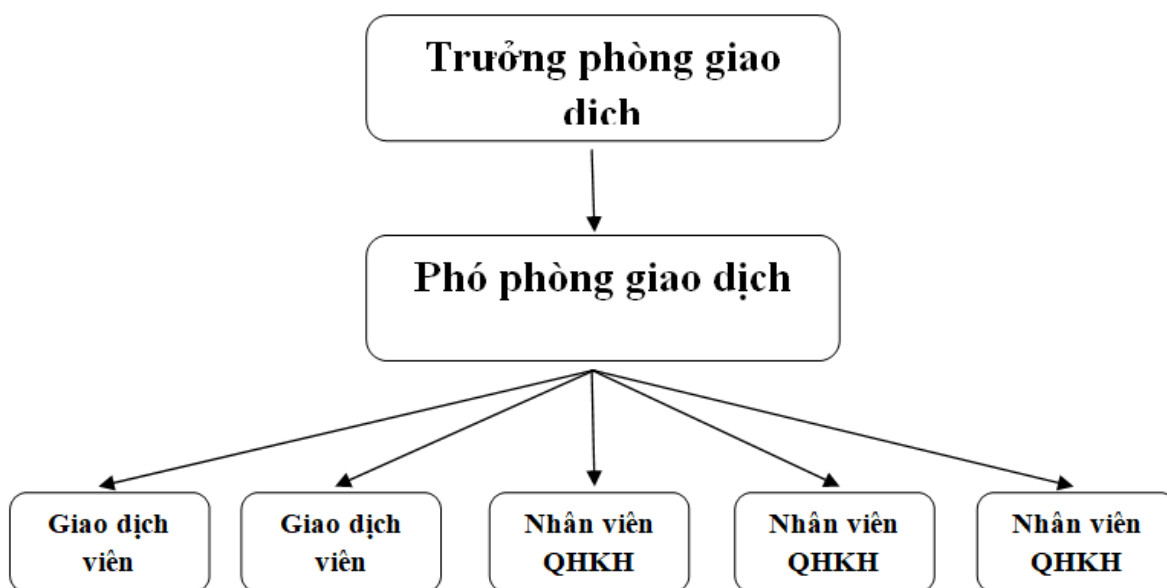 Trưởng phòng giao
dịch
Phó phòng giao dịch
Giao dịch
viên
Giao dịch
viên
Nhân viên
QHKH
Nhân viên
QHKH
Nhân viên
QHKH